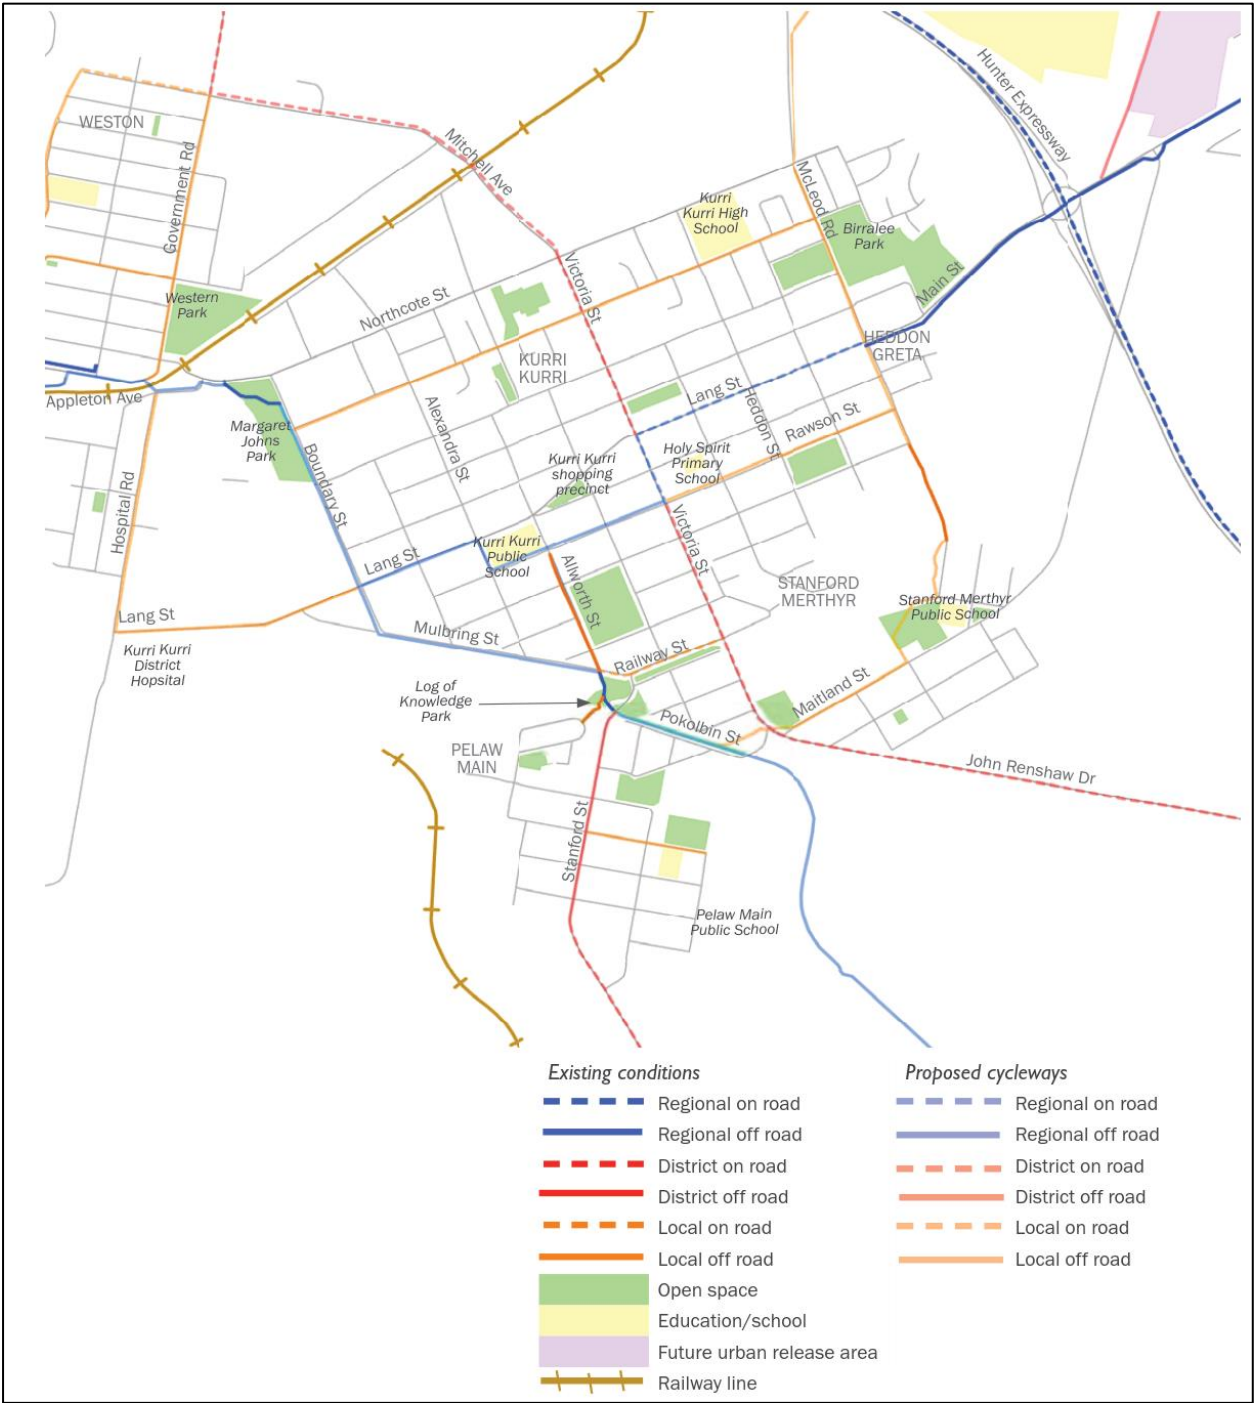 Hunter Expressway
WESTON
Government Rd
Mitchell Ave
Kurri
Kurri High
School
McLeod Rd
Birralee
Park
Main St
Victoria St
Western
Park
Northcote St
HEDDON
GRETA
KURRI
KURRI
Appleton Ave
Lang St
Heddon St
Rawson St
Alexandra St
Margaret
Johns
Park
Boundary St
Kurri Kurri
shopping
precinct
Holy Spirit
Primary
School
Hospital Rd
Victoria St
Kurri Kurri
Public
School
Lang St
Allworth St
STANFORD
MERTHYR
Stanford Merthyr
Public School
Lang St
Mulbring St
Kurri Kurri
District
Hopsital
Railway St
Log of
Knowledge
Park
Maitland St
Pokolbin St
PELAW
MAIN
John Renshaw Dr
Stanford St
Pelaw Main
Public School
Existing conditions
Regional on road
Regional off road
District on road
District off road
Local on road
Local off road
Open space
Education/school
Future urban release area
Railway line
Proposed cycleways
Regional on road
Regional off road
District on road
District off road
Local on road
Local off road